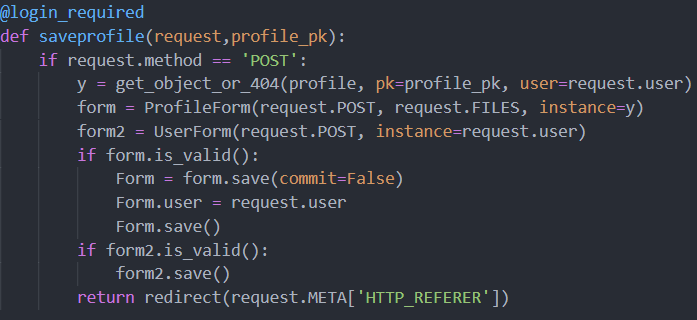 @login_required
def saveprofile(request,profile_pk):
    if request.method == 'POST':
        y = get_object_or_404(profile, pk=profile_pk, user=request.user)
        form = ProfileForm(request.POST, request.FILES, instance=y)
        form2 = UserForm(request.POST, instance=request.user)
        if form.is_valid():
            Form = form.save(commit=False)
            Form.user = request.user
            Form.save()
        if form2.is_valid():
            form2.save()
        return redirect(request.META['HTTP_REFERER'])